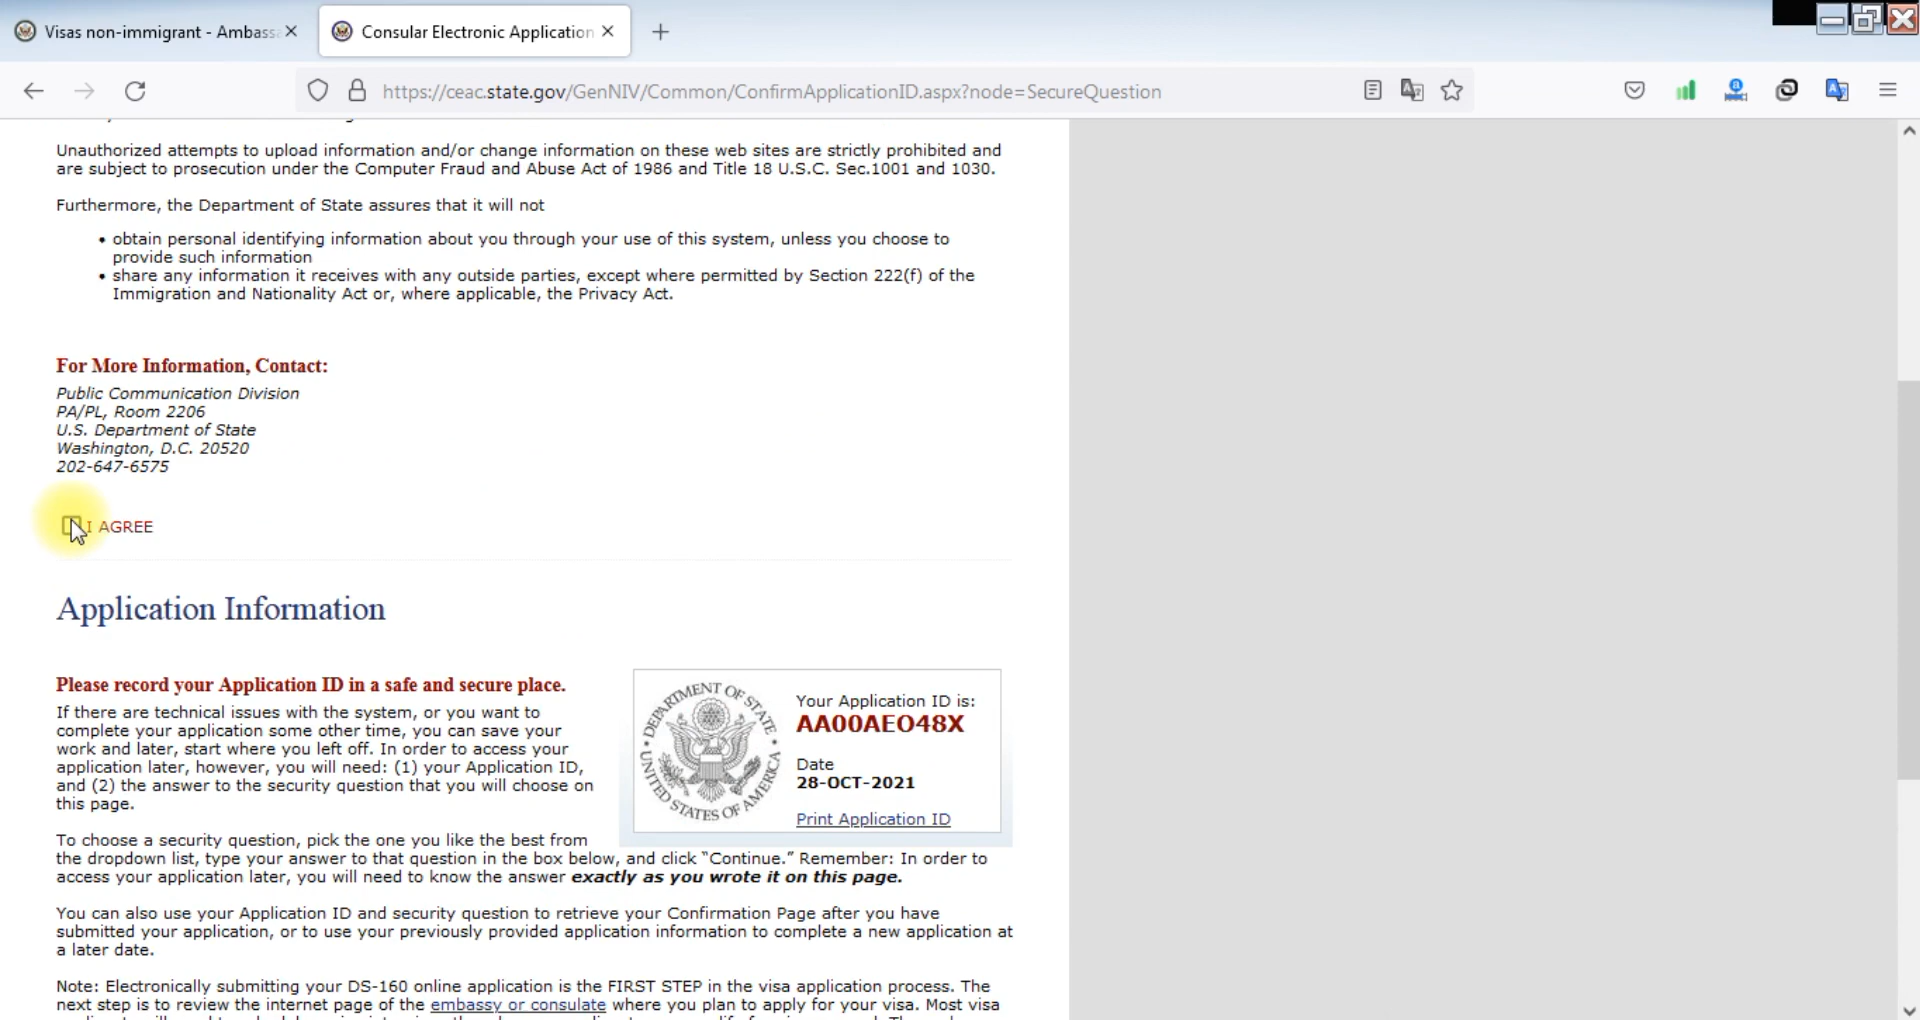 Visas non-immigrant - Ambass
Consular Electronic Application
https://ceac.state.gov/GenNIV/Common/ConfirmApplicationID.aspx?node=SecureQuestion
Unauthorized attempts to upload information and/or change information on these web sites are strictly prohibited and
are subject to prosecution under the Computer Fraud and Abuse Act of 1986 and Title 18 U.S.C. Sec.1001 and 1030.
Furthermore, the Department of State assures that it will not
• obtain personal identifying information about you through your use of this system, unless you choose to
provide such information
• share any information it receives with any outside parties, except where permitted by Section 222(f) of the
Immigration and Nationality Act or, where applicable, the Privacy Act.
For More Information, Contact:
Public Communication Division
PA/PL, Room 2206
U.S. Department of State
Washington, D.C. 20520
202-647-6575
I AGREE
Application Information
Please record your Application ID in a safe and secure place.
If there are technical issues with the system, or you want to
complete your application some other time, you can save your
work and later, start where you left off. In order to access your
application later, however, you will need: (1) your Application ID,
and (2) the answer to the security question that you will choose on
this page.
DEPARTMENT OF STATE
UNITED STATES OF AMERICA
Your Application ID is:
AA00AEO48X
Date
28-OCT-2021
Print Application ID
To choose a security question, pick the one you like the best from
the dropdown list, type your answer to that question in the box below, and click “Continue.” Remember: In order to
access your application later, you will need to know the answer exactly as you wrote it on this page.
You can also use your Application ID and security question to retrieve your Confirmation Page after you have
submitted your application, or to use your previously provided application information to complete a new application at
a later date.
Note: Electronically submitting your DS-160 online application is the FIRST STEP in the visa application process. The
next step is to review the internet page of the embassy or consulate where you plan to apply for your visa. Most visa